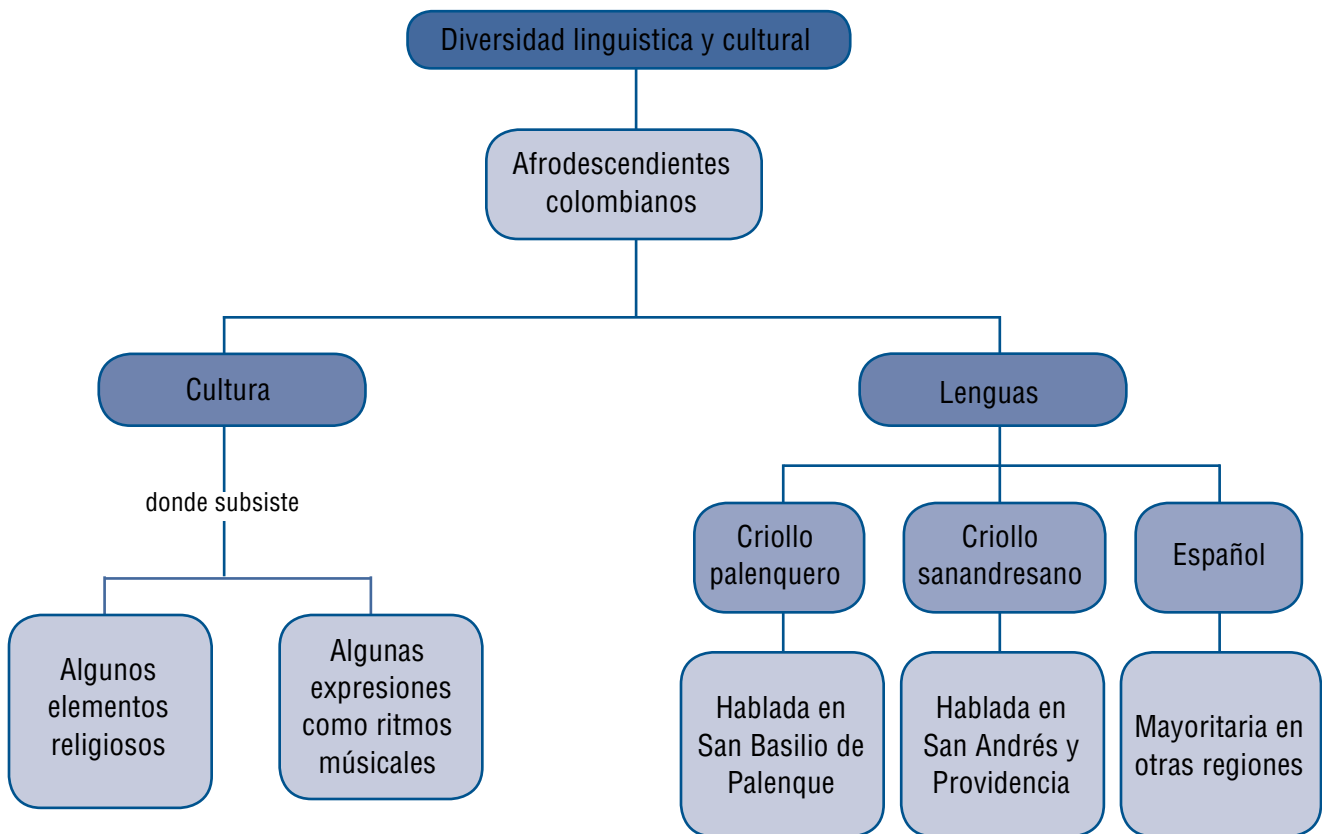 Diversidad linguistica y cultural
Afrodescendientes
colombianos
Cultura
donde subsiste
Algunos
elementos
religiosos
Algunas
expresiones
como ritmos
músicales
Lenguas
Criollo
palenquero
Hablada en
San Basilio de
Palenque
Criollo
sanandresano
Hablada en
San Andrés y
Providencia
Español
Mayoritaria en
otras regiones